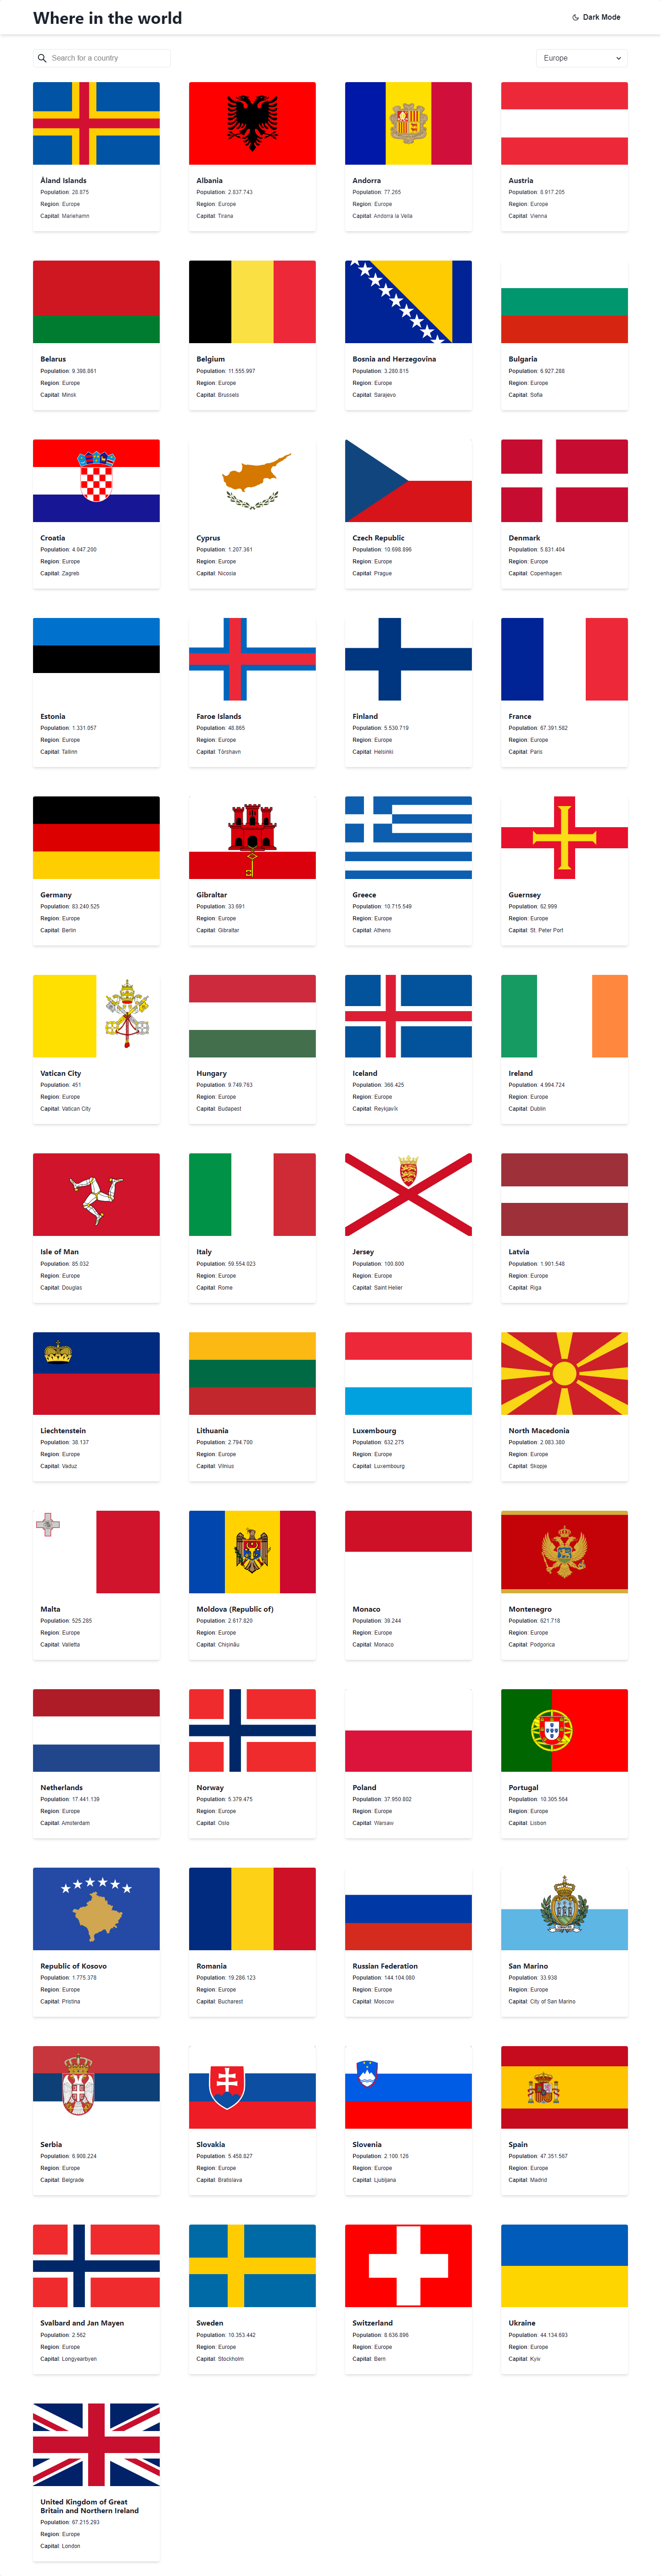 Where in the world
Dark Mode
Search for a country
Europe
Åland Islands
Population: 28.875
Region: Europe
Capital: Mariehamn
Albania
Population: 2.837.743
Region: Europe
Capital: Tirana
Andorra
Population: 77.265
Region: Europe
Capital: Andorra la Vella
Austria
Population: 8.917.205
Region: Europe
Capital: Vienna
Belarus
Population: 9.398.861
Region: Europe
Capital: Minsk
Belgium
Population: 11.555.997
Region: Europe
Capital: Brussels
Bosnia and Herzegovina
Population: 3.280.815
Region: Europe
Capital: Sarajevo
Bulgaria
Population: 6.927.288
Region: Europe
Capital: Sofia
Croatia
Population: 4.047.200
Region: Europe
Capital: Zagreb
Cyprus
Population: 1.207.361
Region: Europe
Capital: Nicosia
Czech Republic
Population: 10.698.896
Region: Europe
Capital: Prague
Denmark
Population: 5.831.404
Region: Europe
Capital: Copenhagen
Estonia
Population: 1.331.057
Region: Europe
Capital: Tallinn
Faroe Islands
Population: 48.865
Region: Europe
Capital: Tórshavn
Finland
Population: 5.530.719
Region: Europe
Capital: Helsinki
France
Population: 67.391.582
Region: Europe
Capital: Paris
Germany
Population: 83.240.525
Region: Europe
Capital: Berlin
Gibraltar
Population: 33.691
Region: Europe
Capital: Gibraltar
Greece
Population: 10.715.549
Region: Europe
Capital: Athens
Guernsey
Population: 62.999
Region: Europe
Capital: St. Peter Port
Vatican City
Population: 451
Region: Europe
Capital: Vatican City
Hungary
Population: 9.749.763
Region: Europe
Capital: Budapest
Iceland
Population: 366.425
Region: Europe
Capital: Reykjavík
Ireland
Population: 4.994.724
Region: Europe
Capital: Dublin
Isle of Man
Population: 85.032
Region: Europe
Capital: Douglas
Italy
Population: 59.554.023
Region: Europe
Capital: Rome
Jersey
Population: 100.800
Region: Europe
Capital: Saint Helier
Latvia
Population: 1.901.548
Region: Europe
Capital: Riga
Liechtenstein
Population: 38.137
Region: Europe
Capital: Vaduz
Lithuania
Population: 2.794.700
Region: Europe
Capital: Vilnius
Luxembourg
Population: 632.275
Region: Europe
Capital: Luxembourg
North Macedonia
Population: 2.083.380
Region: Europe
Capital: Skopje
Malta
Population: 525.285
Region: Europe
Capital: Valletta
Moldova (Republic of)
Population: 2.617.820
Region: Europe
Capital: Chișinău
Monaco
Population: 39.244
Region: Europe
Capital: Monaco
Montenegro
Population: 621.718
Region: Europe
Capital: Podgorica
Netherlands
Population: 17.441.139
Region: Europe
Capital: Amsterdam
Norway
Population: 5.379.475
Region: Europe
Capital: Oslo
Poland
Population: 37.950.802
Region: Europe
Capital: Warsaw
Portugal
Population: 10.305.564
Region: Europe
Capital: Lisbon
Republic of Kosovo
Population: 1.775.378
Region: Europe
Capital: Pristina
Romania
Population: 19.286.123
Region: Europe
Capital: Bucharest
Russian Federation
Population: 144.104.080
Region: Europe
Capital: Moscow
San Marino
Population: 33.938
Region: Europe
Capital: City of San Marino
Serbia
Population: 6.908.224
Region: Europe
Capital: Belgrade
Slovakia
Population: 5.458.827
Region: Europe
Capital: Bratislava
Slovenia
Population: 2.100.126
Region: Europe
Capital: Ljubljana
Spain
Population: 47.351.567
Region: Europe
Capital: Madrid
Svalbard and Jan Mayen
Population: 2.562
Region: Europe
Capital: Longyearbyen
Sweden
Population: 10.353.442
Region: Europe
Capital: Stockholm
Switzerland
Population: 8.636.896
Region: Europe
Capital: Bern
Ukraine
Population: 44.134.693
Region: Europe
Capital: Kyiv
United Kingdom of Great
Britain and Northern Ireland
Population: 67.215.293
Region: Europe
Capital: London